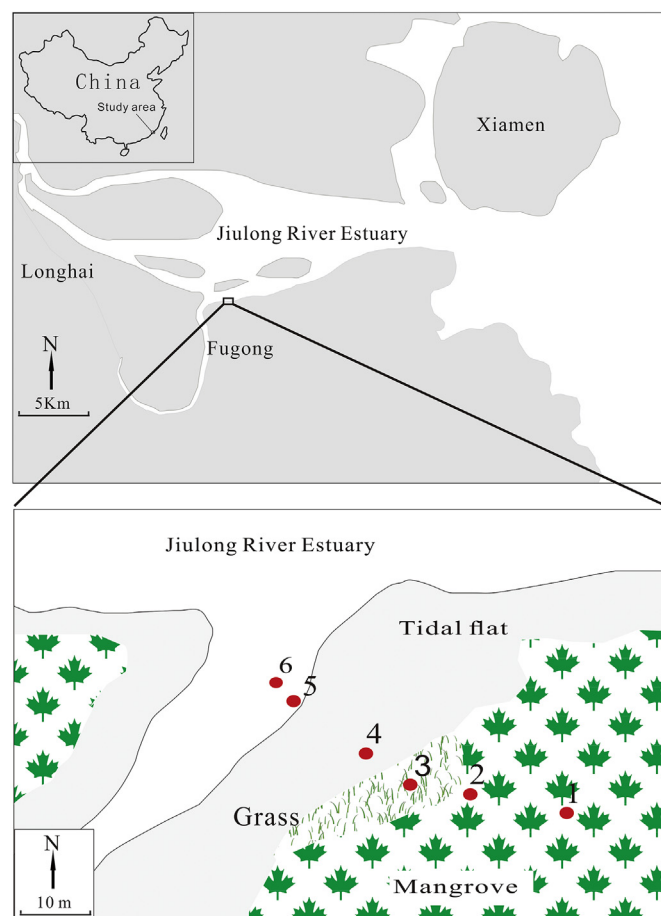 China
Study area
Xiamen
Jiulong River Estuary
Longhai
Fugong
N
5Km
Jiulong River Estuary
Tidal flat
6
5
4
3
2
1
Grass
Mangrove
N
10 m